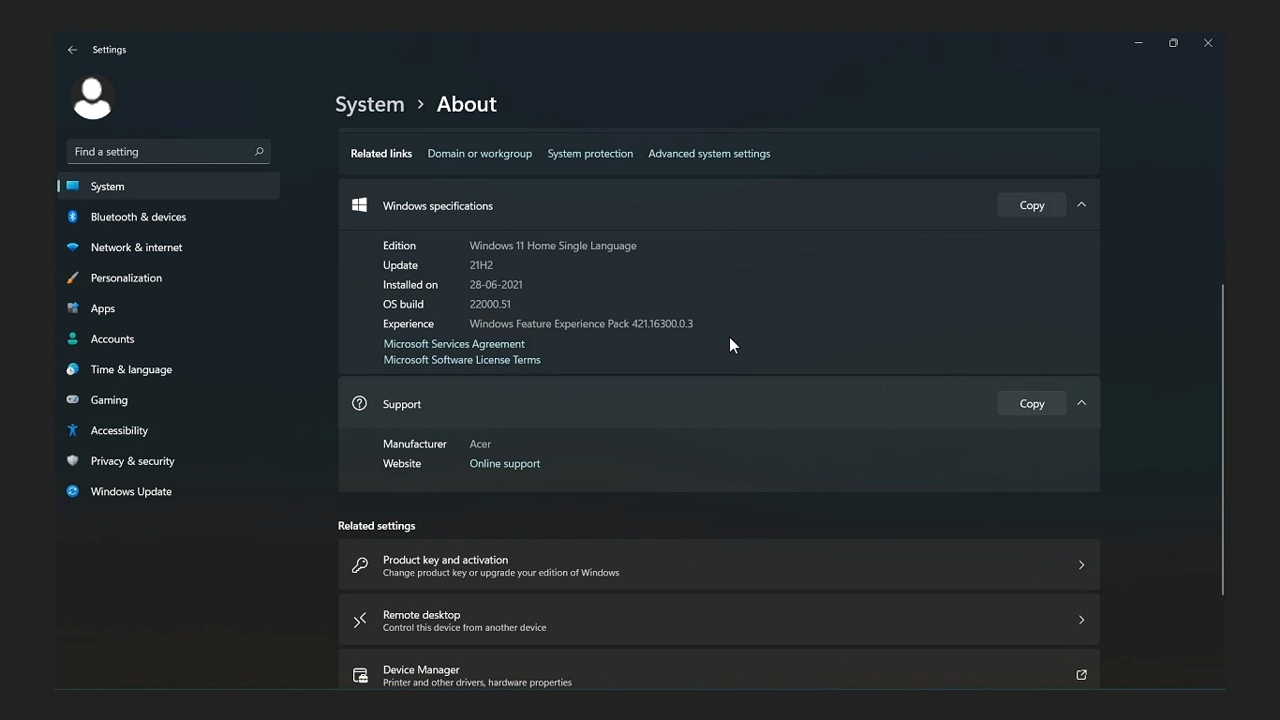 Settings
Find a setting
System
Bluetooth & devices
Network & internet
Personalization
Apps
Accounts
Time & language
Gaming
Accessibility
Privacy & security
Windows Update
System › About
Related links Domain or workgroup System protection Advanced system settings
Windows specifications Copy
Edition Windows 11 Home Single Language
Update 21H2
Installed on 28-06-2021
OS build 22000.51
Experience Windows Feature Experience Pack 421.16300.0.3
Microsoft Services Agreement
Microsoft Software License Terms
Support Copy
Manufacturer Acer
Website Online support
Related settings
Product key and activation
Change product key or upgrade your edition of Windows
Remote desktop
Control this device from another device
Device Manager
Printer and other drivers, hardware properties